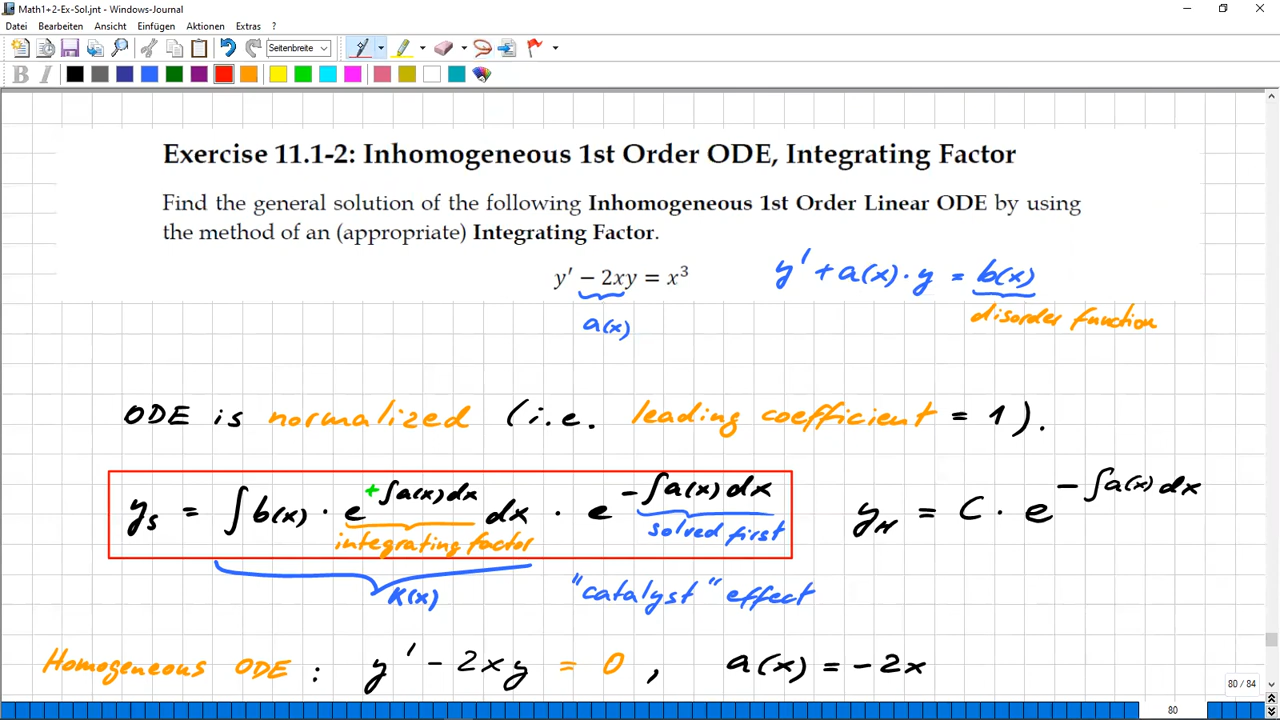 Math1+2-Ex-Sol.jnt - Windows-Journal
Datei Bearbeiten Ansicht Einfügen Aktionen Extras ?
Seitenbreite
B I
Exercise 11.1-2: Inhomogeneous 1st Order ODE, Integrating Factor
Find the general solution of the following Inhomogeneous 1st Order Linear ODE by using
the method of an (appropriate) Integrating Factor.
y′ − 2xy = x³ y' + a(x) · y = b(x)
a(x) disorder function
ODE is normalized (i.e. leading coefficient = 1).
yₛ = ∫ b(x) · e^{+∫a(x)dx} dx · e^{−∫a(x)dx} y_H = C · e^{−∫a(x)dx}
integrating factor solved first
K(x) "catalyst" effect
Homogeneous ODE : y' − 2xy = 0 , a(x) = −2x
80 / 84
80